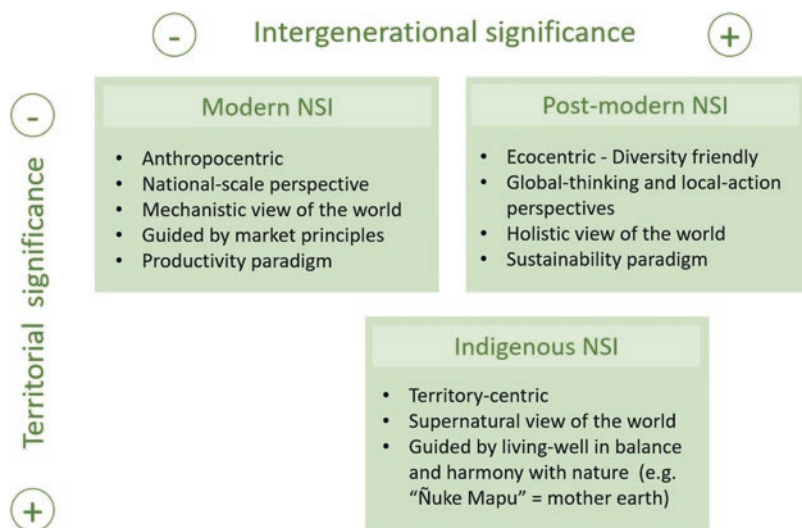 - Intergenerational significance +
-
Territorial significance
+
Modern NSI
• Anthropocentric
• National-scale perspective
• Mechanistic view of the world
• Guided by market principles
• Productivity paradigm
Post-modern NSI
• Ecocentric - Diversity friendly
• Global-thinking and local-action
perspectives
• Holistic view of the world
• Sustainability paradigm
Indigenous NSI
• Territory-centric
• Supernatural view of the world
• Guided by living-well in balance
and harmony with nature (e.g.
“Ñuke Mapu” = mother earth)